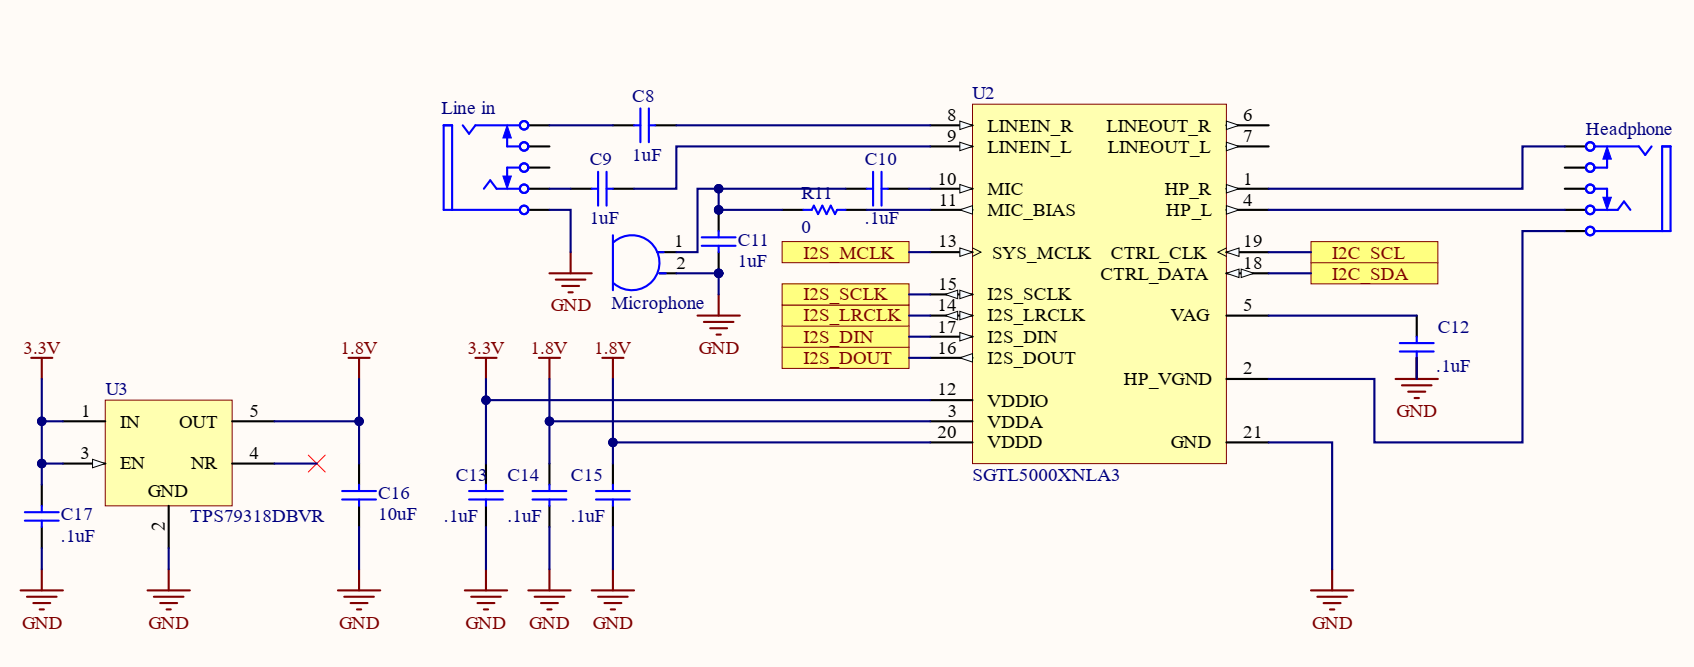 Line in
C8
1uF
C9
1uF
GND
C10
.1uF
R11
0
1
2
C11
1uF
Microphone
GND
I2S_MCLK
I2S_SCLK
I2S_LRCLK
I2S_DIN
I2S_DOUT
U2
8
LINEIN_R
9
LINEIN_L
10
MIC
11
MIC_BIAS
13
SYS_MCLK
15
I2S_SCLK
14
I2S_LRCLK
17
I2S_DIN
16
I2S_DOUT
12
VDDIO
3
VDDA
20
VDDD
LINEOUT_R
6
LINEOUT_L
7
HP_R
1
HP_L
4
CTRL_CLK
19
CTRL_DATA
18
VAG
5
HP_VGND
2
GND
21
SGTL5000XNLA3
I2C_SCL
I2C_SDA
Headphone
C12
.1uF
GND
GND
3.3V
U3
1
IN
3
EN
OUT
5
NR
4
GND
2
TPS79318DBVR
C17
.1uF
GND
GND
1.8V
C16
10uF
GND
3.3V
1.8V
1.8V
C13
.1uF
C14
.1uF
C15
.1uF
GND
GND
GND